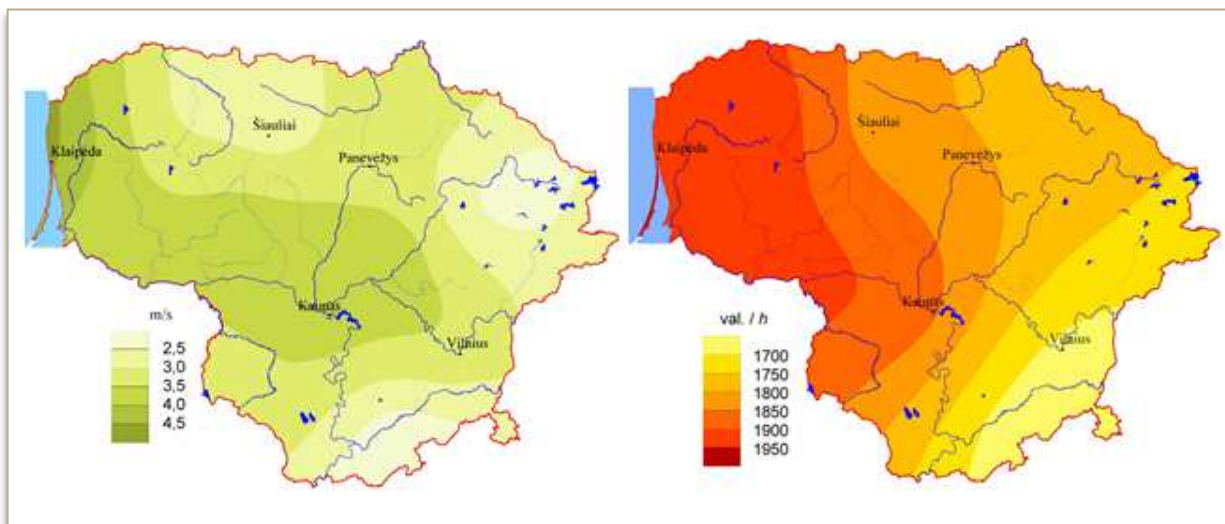 Šiauliai
Klaipėda
Panevėžys
Kaunas
Vilnius
m/s
2,5
3,0
3,5
4,0
4,5
Šiauliai
Klaipėda
Panevėžys
Kaunas
Vilnius
val. / h
1700
1750
1800
1850
1900
1950